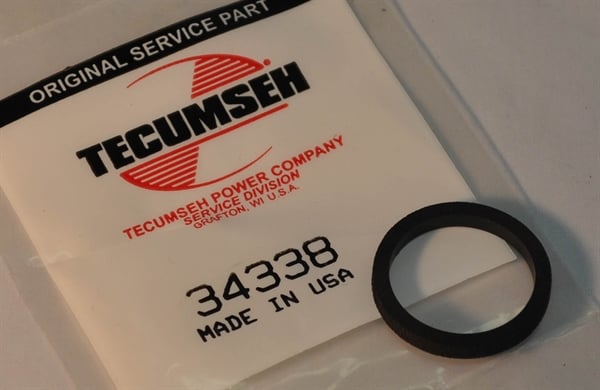 ORIGINAL SERVICE PART
TECUMSEH
TECUMSEH POWER COMPANY
SERVICE DIVISION
GRAFTON, WI U.S.A.
34338
MADE IN USA